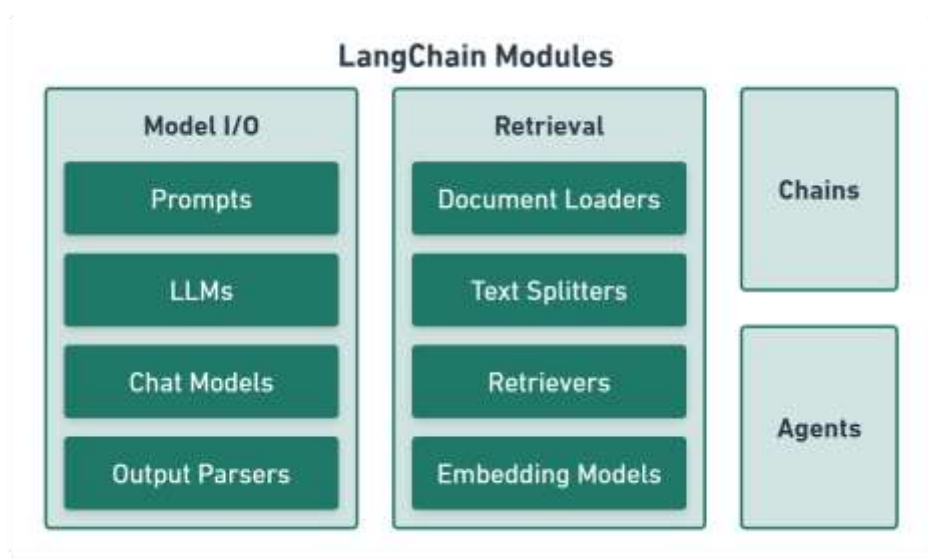 LangChain Modules
Model I/O
Prompts
LLMs
Chat Models
Output Parsers
Retrieval
Document Loaders
Text Splitters
Retrievers
Embedding Models
Chains
Agents